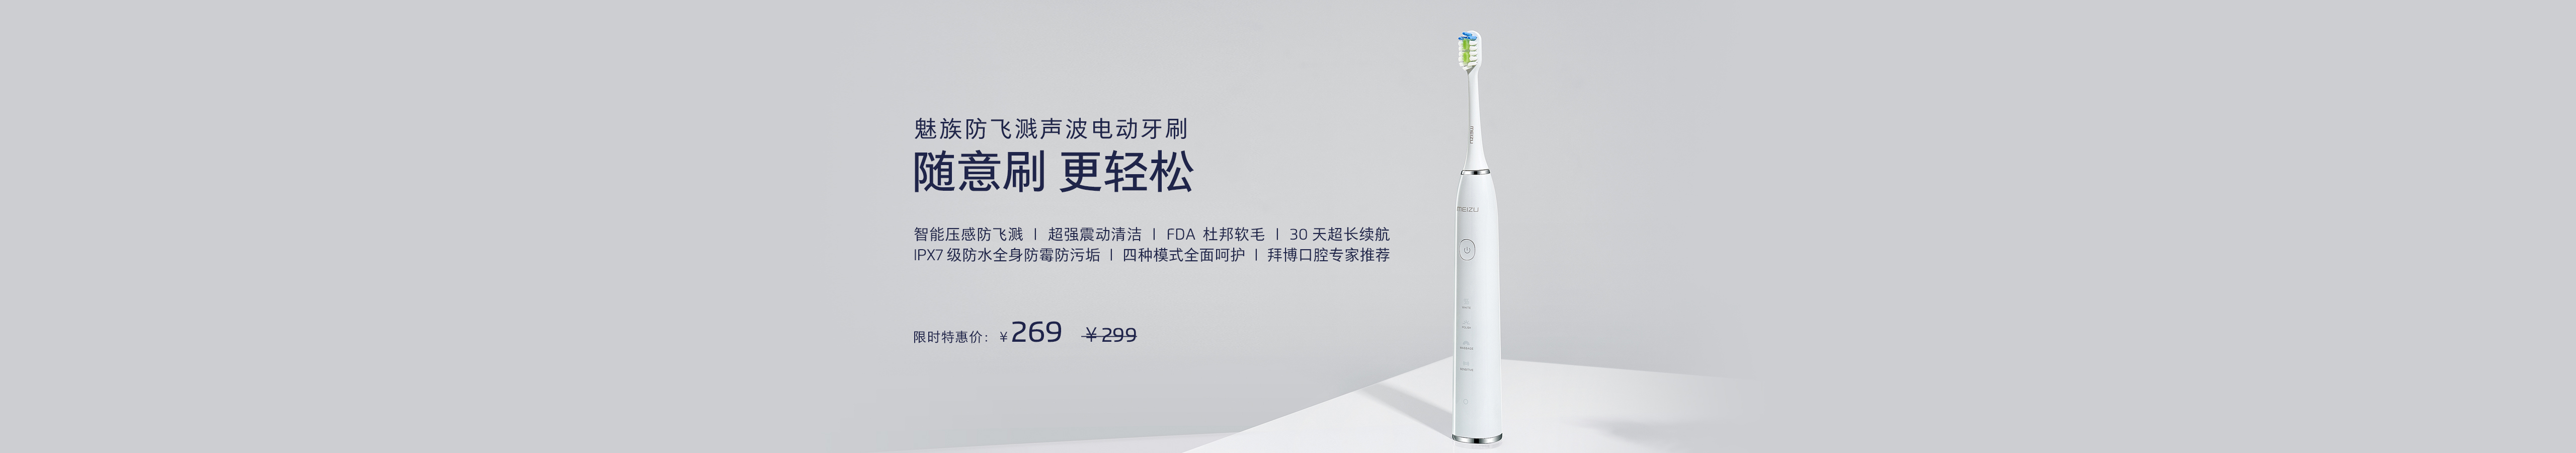 魅族防飞溅声波电动牙刷
随意刷 更轻松
智能压感防飞溅 | 超强震动清洁 | FDA 杜邦软毛 | 30 天超长续航
IPX7 级防水全身防霉防污垢 | 四种模式全面呵护 | 拜博口腔专家推荐
限时特惠价：￥269 ￥299
MEIZU
MEIZU